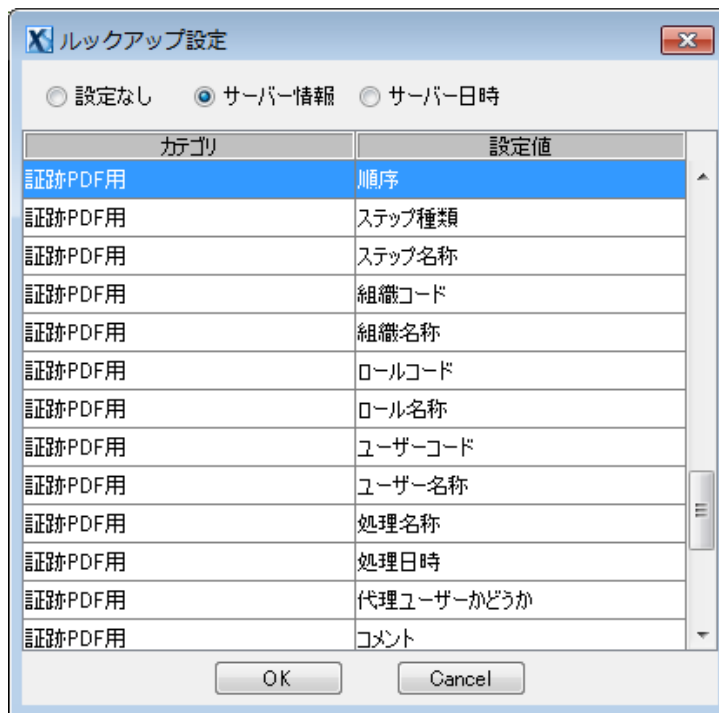 ルックアップ設定
設定なし サーバー情報 サーバー日時
カテゴリ 設定値
証跡PDF用 順序
証跡PDF用 ステップ種類
証跡PDF用 ステップ名称
証跡PDF用 組織コード
証跡PDF用 組織名称
証跡PDF用 ロールコード
証跡PDF用 ロール名称
証跡PDF用 ユーザーコード
証跡PDF用 ユーザー名称
証跡PDF用 処理名称
証跡PDF用 処理日時
証跡PDF用 代理ユーザーかどうか
証跡PDF用 コメント
OK Cancel